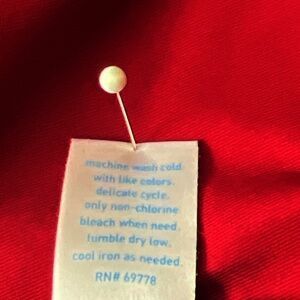 machine wash cold.
with like colors.
delicate cycle.
only non-chlorine
bleach when need.
tumble dry low.
cool iron as needed.
RN# 69778